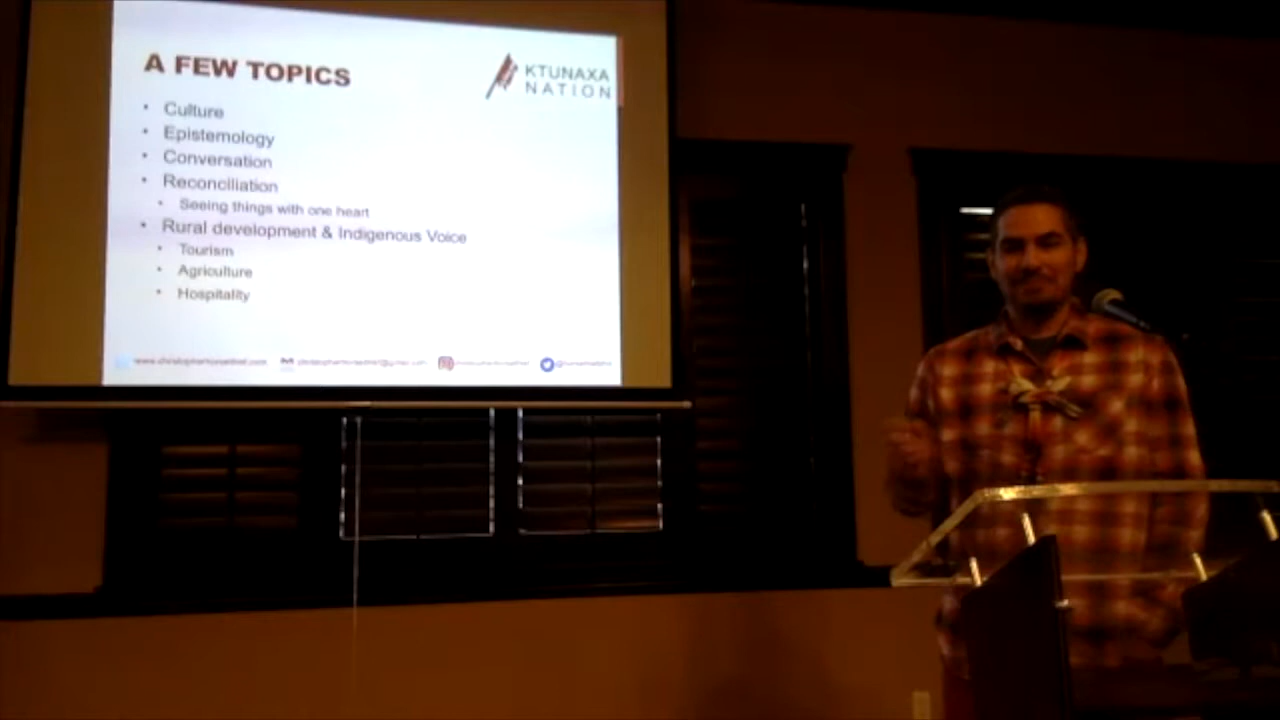 A FEW TOPICS
KTUNAXA
NATION
• Culture
• Epistemology
• Conversation
• Reconciliation
• Seeing things with one heart
• Rural development & Indigenous Voice
• Tourism
• Agriculture
• Hospitality